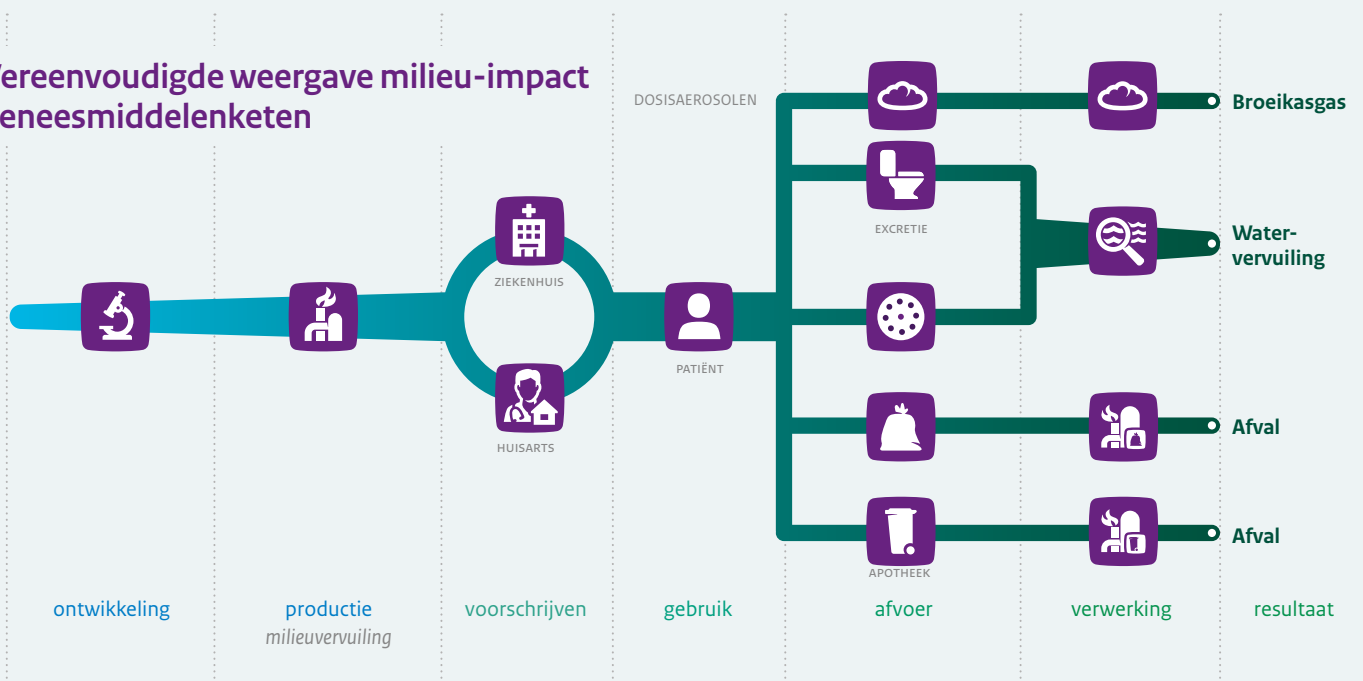 ereenvoudigde weergave milieu-impact
eneesmiddelenketen
DOSISAEROSOLEN
Broeikasgas
EXCRETIE
Water-
vervuiling
ZIEKENHUIS
PATIËNT
HUISARTS
Afval
Afval
APOTHEEK
ontwikkeling
productie
milieuvervuiling
voorschrijven
gebruik
afvoer
verwerking
resultaat